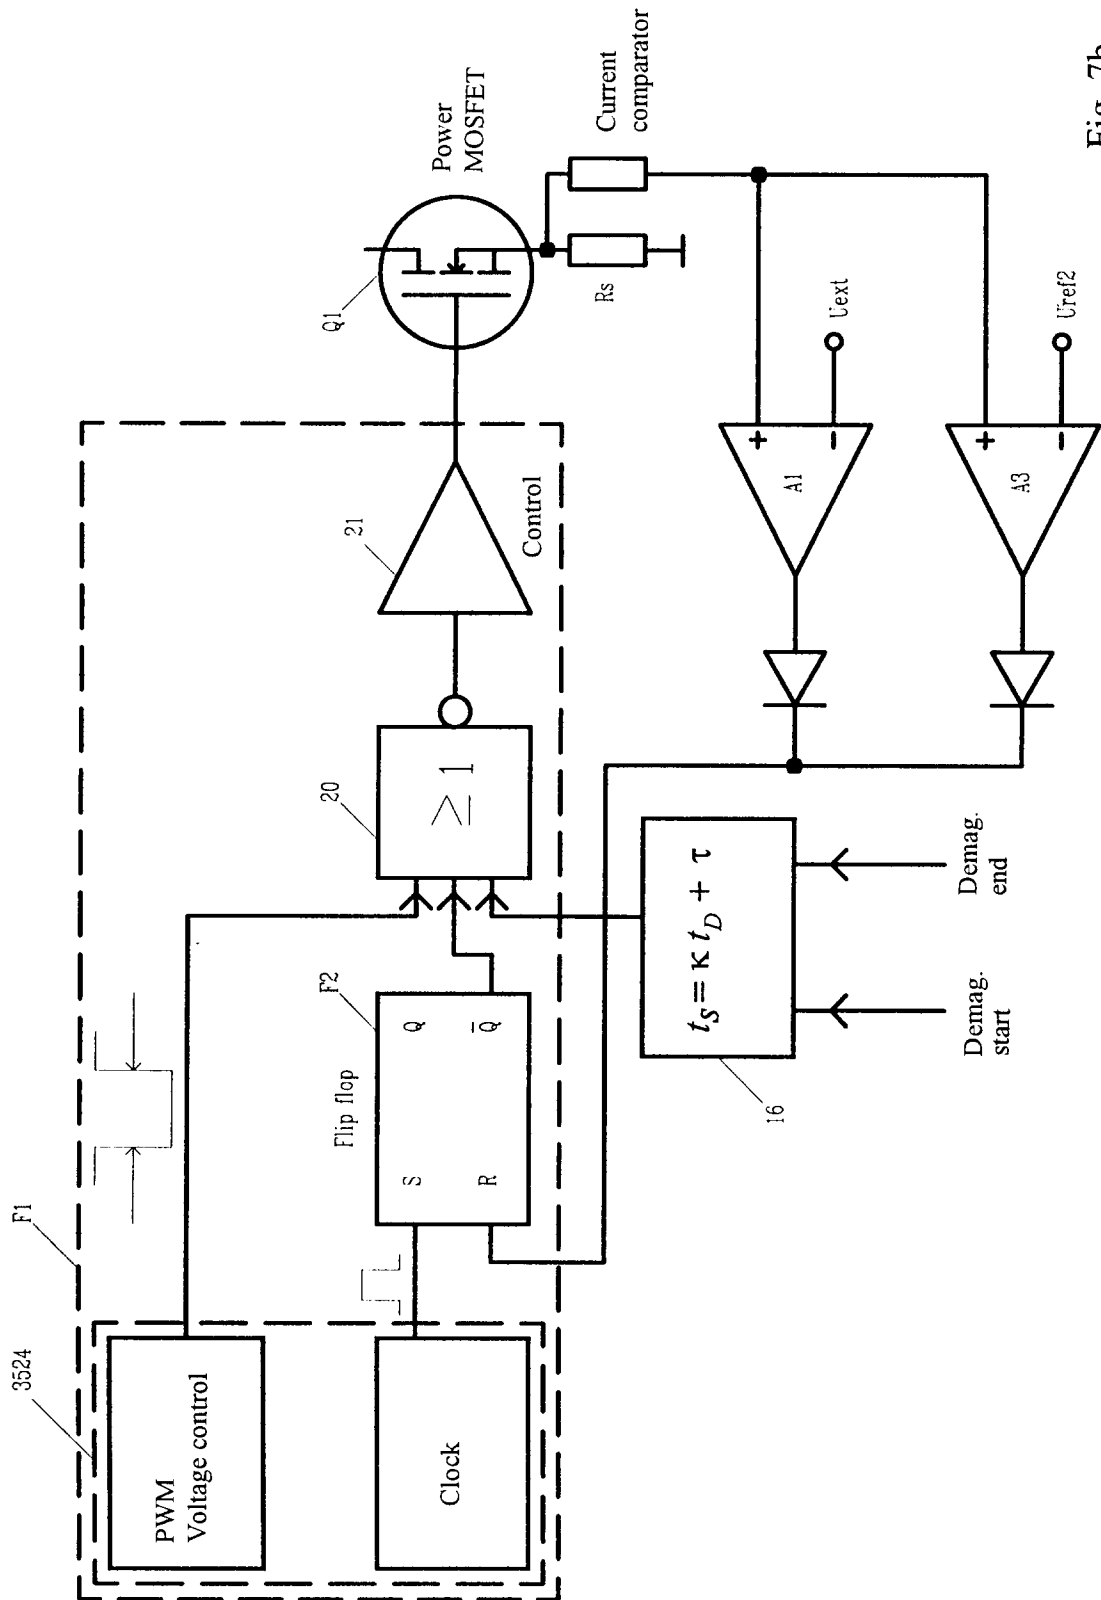 F1
3524
PWM
Voltage control
Clock
Flip flop
F2
S
Q
R
Q̅
20
≥ 1
21
Control
Q1
Power
MOSFET
Rs
Current
comparator
16
t_S = κ t_D + τ
Demag.
start
Demag.
end
A1
+
−
Uext
A3
+
−
Uref2
Fig. 7b